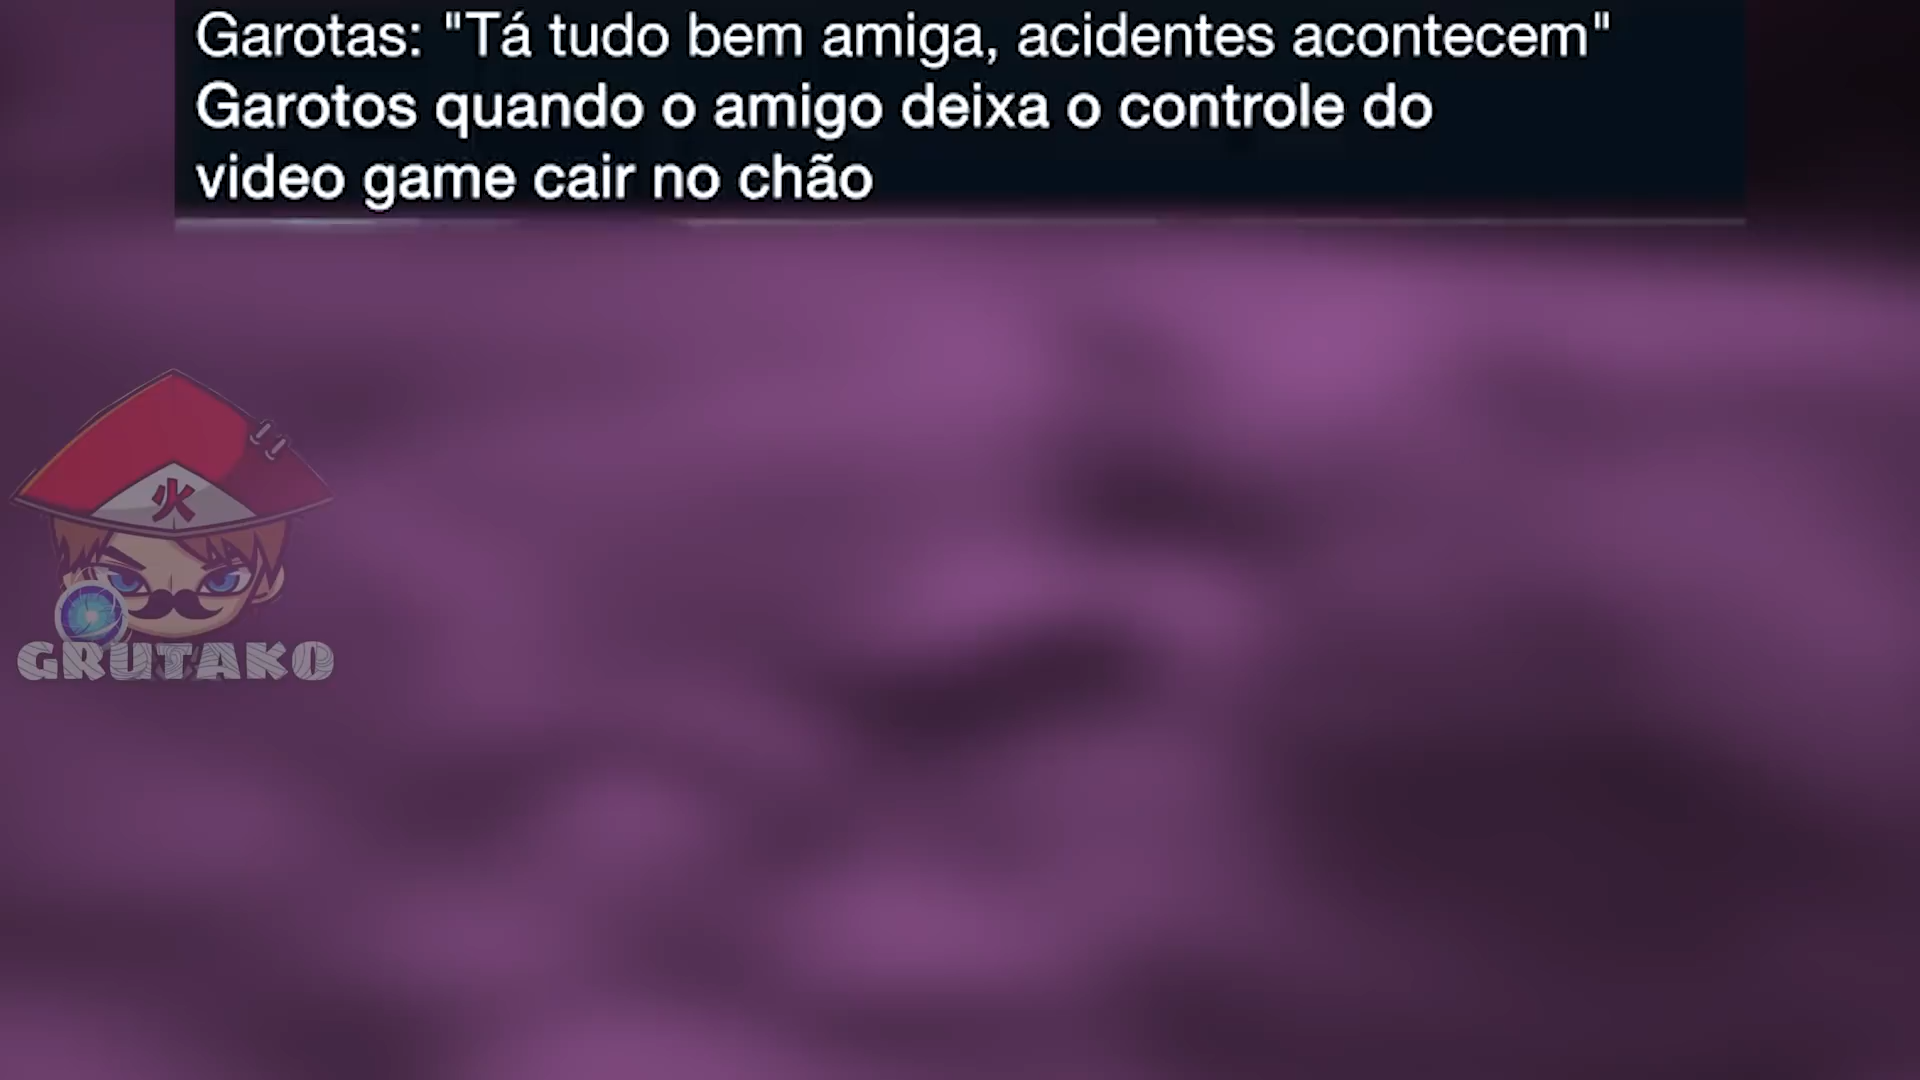 Garotas: "Tá tudo bem amiga, acidentes acontecem"
Garotos quando o amigo deixa o controle do
video game cair no chão
火
GRUTAKO